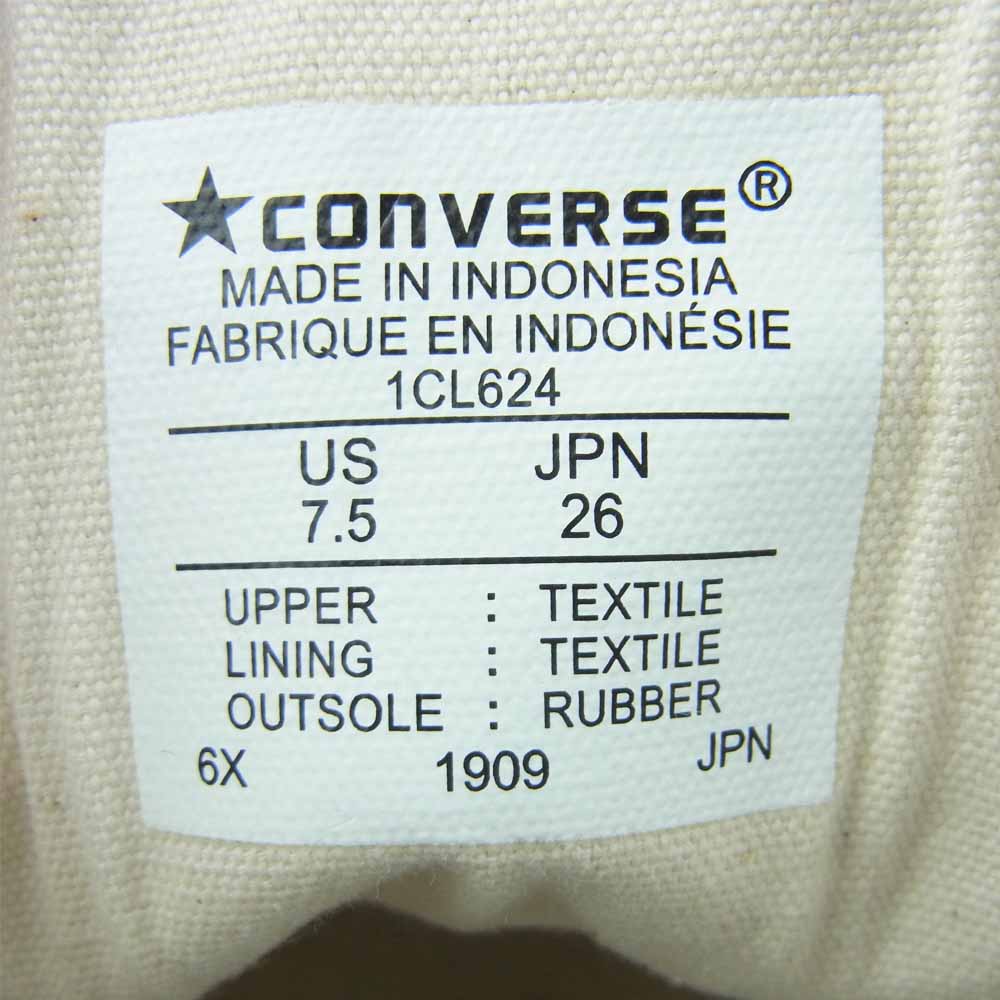 ★CONVERSE®
MADE IN INDONESIA
FABRIQUE EN INDONÉSIE
1CL624
US JPN
7.5 26
UPPER : TEXTILE
LINING : TEXTILE
OUTSOLE : RUBBER
6X 1909 JPN